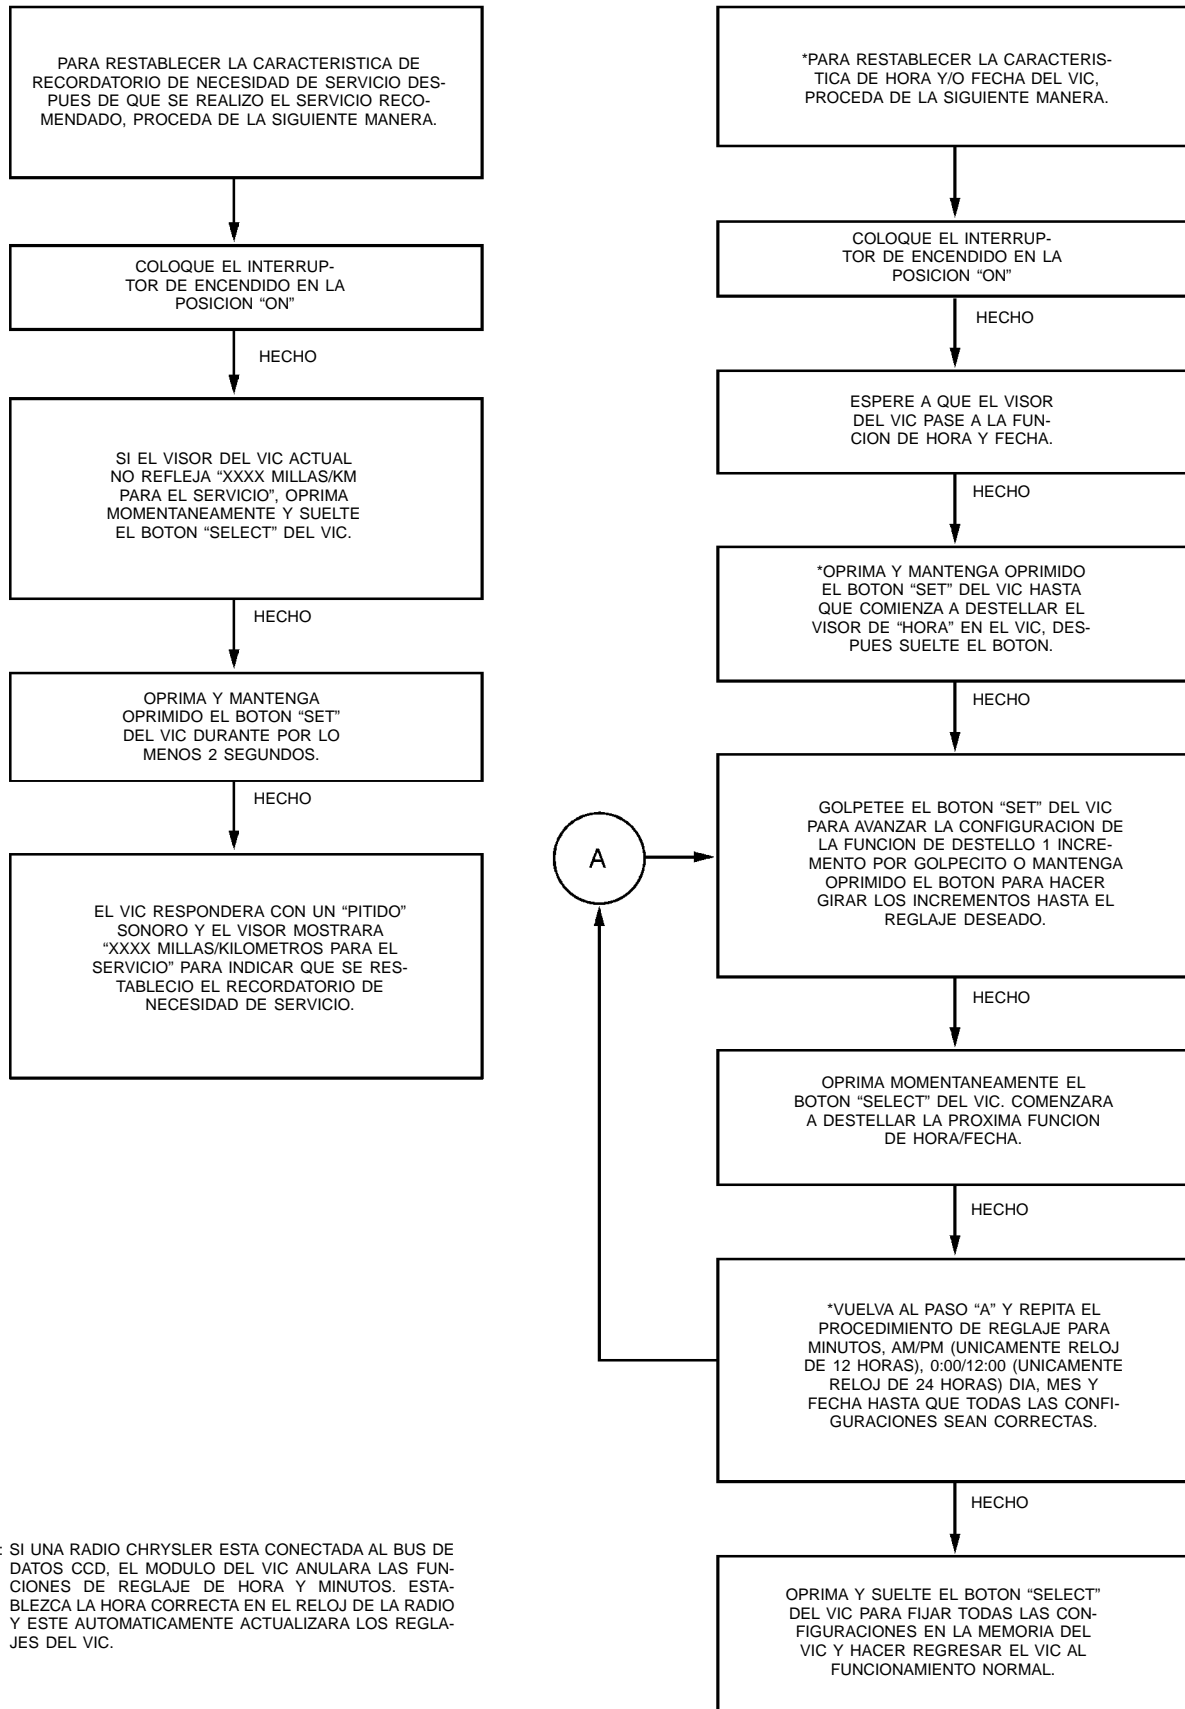 PARA RESTABLECER LA CARACTERISTICA DE
RECORDATORIO DE NECESIDAD DE SERVICIO DES-
PUES DE QUE SE REALIZO EL SERVICIO RECO-
MENDADO, PROCEDA DE LA SIGUIENTE MANERA.
COLOQUE EL INTERRUP-
TOR DE ENCENDIDO EN LA
POSICION “ON”
HECHO
SI EL VISOR DEL VIC ACTUAL
NO REFLEJA “XXXX MILLAS/KM
PARA EL SERVICIO”, OPRIMA
MOMENTANEAMENTE Y SUELTE
EL BOTON “SELECT” DEL VIC.
HECHO
OPRIMA Y MANTENGA
OPRIMIDO EL BOTON “SET”
DEL VIC DURANTE POR LO
MENOS 2 SEGUNDOS.
HECHO
EL VIC RESPONDERA CON UN “PITIDO”
SONORO Y EL VISOR MOSTRARA
“XXXX MILLAS/KILOMETROS PARA EL
SERVICIO” PARA INDICAR QUE SE RES-
TABLECIO EL RECORDATORIO DE
NECESIDAD DE SERVICIO.
: SI UNA RADIO CHRYSLER ESTA CONECTADA AL BUS DE
DATOS CCD, EL MODULO DEL VIC ANULARA LAS FUN-
CIONES DE REGLAJE DE HORA Y MINUTOS. ESTA-
BLEZCA LA HORA CORRECTA EN EL RELOJ DE LA RADIO
Y ESTE AUTOMATICAMENTE ACTUALIZARA LOS REGLA-
JES DEL VIC.
*PARA RESTABLECER LA CARACTERIS-
TICA DE HORA Y/O FECHA DEL VIC,
PROCEDA DE LA SIGUIENTE MANERA.
COLOQUE EL INTERRUP-
TOR DE ENCENDIDO EN LA
POSICION “ON”
HECHO
ESPERE A QUE EL VISOR
DEL VIC PASE A LA FUN-
CION DE HORA Y FECHA.
HECHO
*OPRIMA Y MANTENGA OPRIMIDO
EL BOTON “SET” DEL VIC HASTA
QUE COMIENZA A DESTELLAR EL
VISOR DE “HORA” EN EL VIC, DES-
PUES SUELTE EL BOTON.
HECHO
A
GOLPETEE EL BOTON “SET” DEL VIC
PARA AVANZAR LA CONFIGURACION DE
LA FUNCION DE DESTELLO 1 INCRE-
MENTO POR GOLPECITO O MANTENGA
OPRIMIDO EL BOTON PARA HACER
GIRAR LOS INCREMENTOS HASTA EL
REGLAJE DESEADO.
HECHO
OPRIMA MOMENTANEAMENTE EL
BOTON “SELECT” DEL VIC. COMENZARA
A DESTELLAR LA PROXIMA FUNCION
DE HORA/FECHA.
HECHO
*VUELVA AL PASO “A” Y REPITA EL
PROCEDIMIENTO DE REGLAJE PARA
MINUTOS, AM/PM (UNICAMENTE RELOJ
DE 12 HORAS), 0:00/12:00 (UNICAMENTE
RELOJ DE 24 HORAS) DIA, MES Y
FECHA HASTA QUE TODAS LAS CONFI-
GURACIONES SEAN CORRECTAS.
HECHO
OPRIMA Y SUELTE EL BOTON “SELECT”
DEL VIC PARA FIJAR TODAS LAS CON-
FIGURACIONES EN LA MEMORIA DEL
VIC Y HACER REGRESAR EL VIC AL
FUNCIONAMIENTO NORMAL.